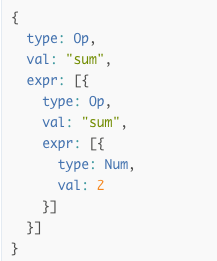 {
  type: Op,
  val: "sum",
  expr: [{
    type: Op,
    val: "sum",
    expr: [{
      type: Num,
      val: 2
    }]
  }]
}